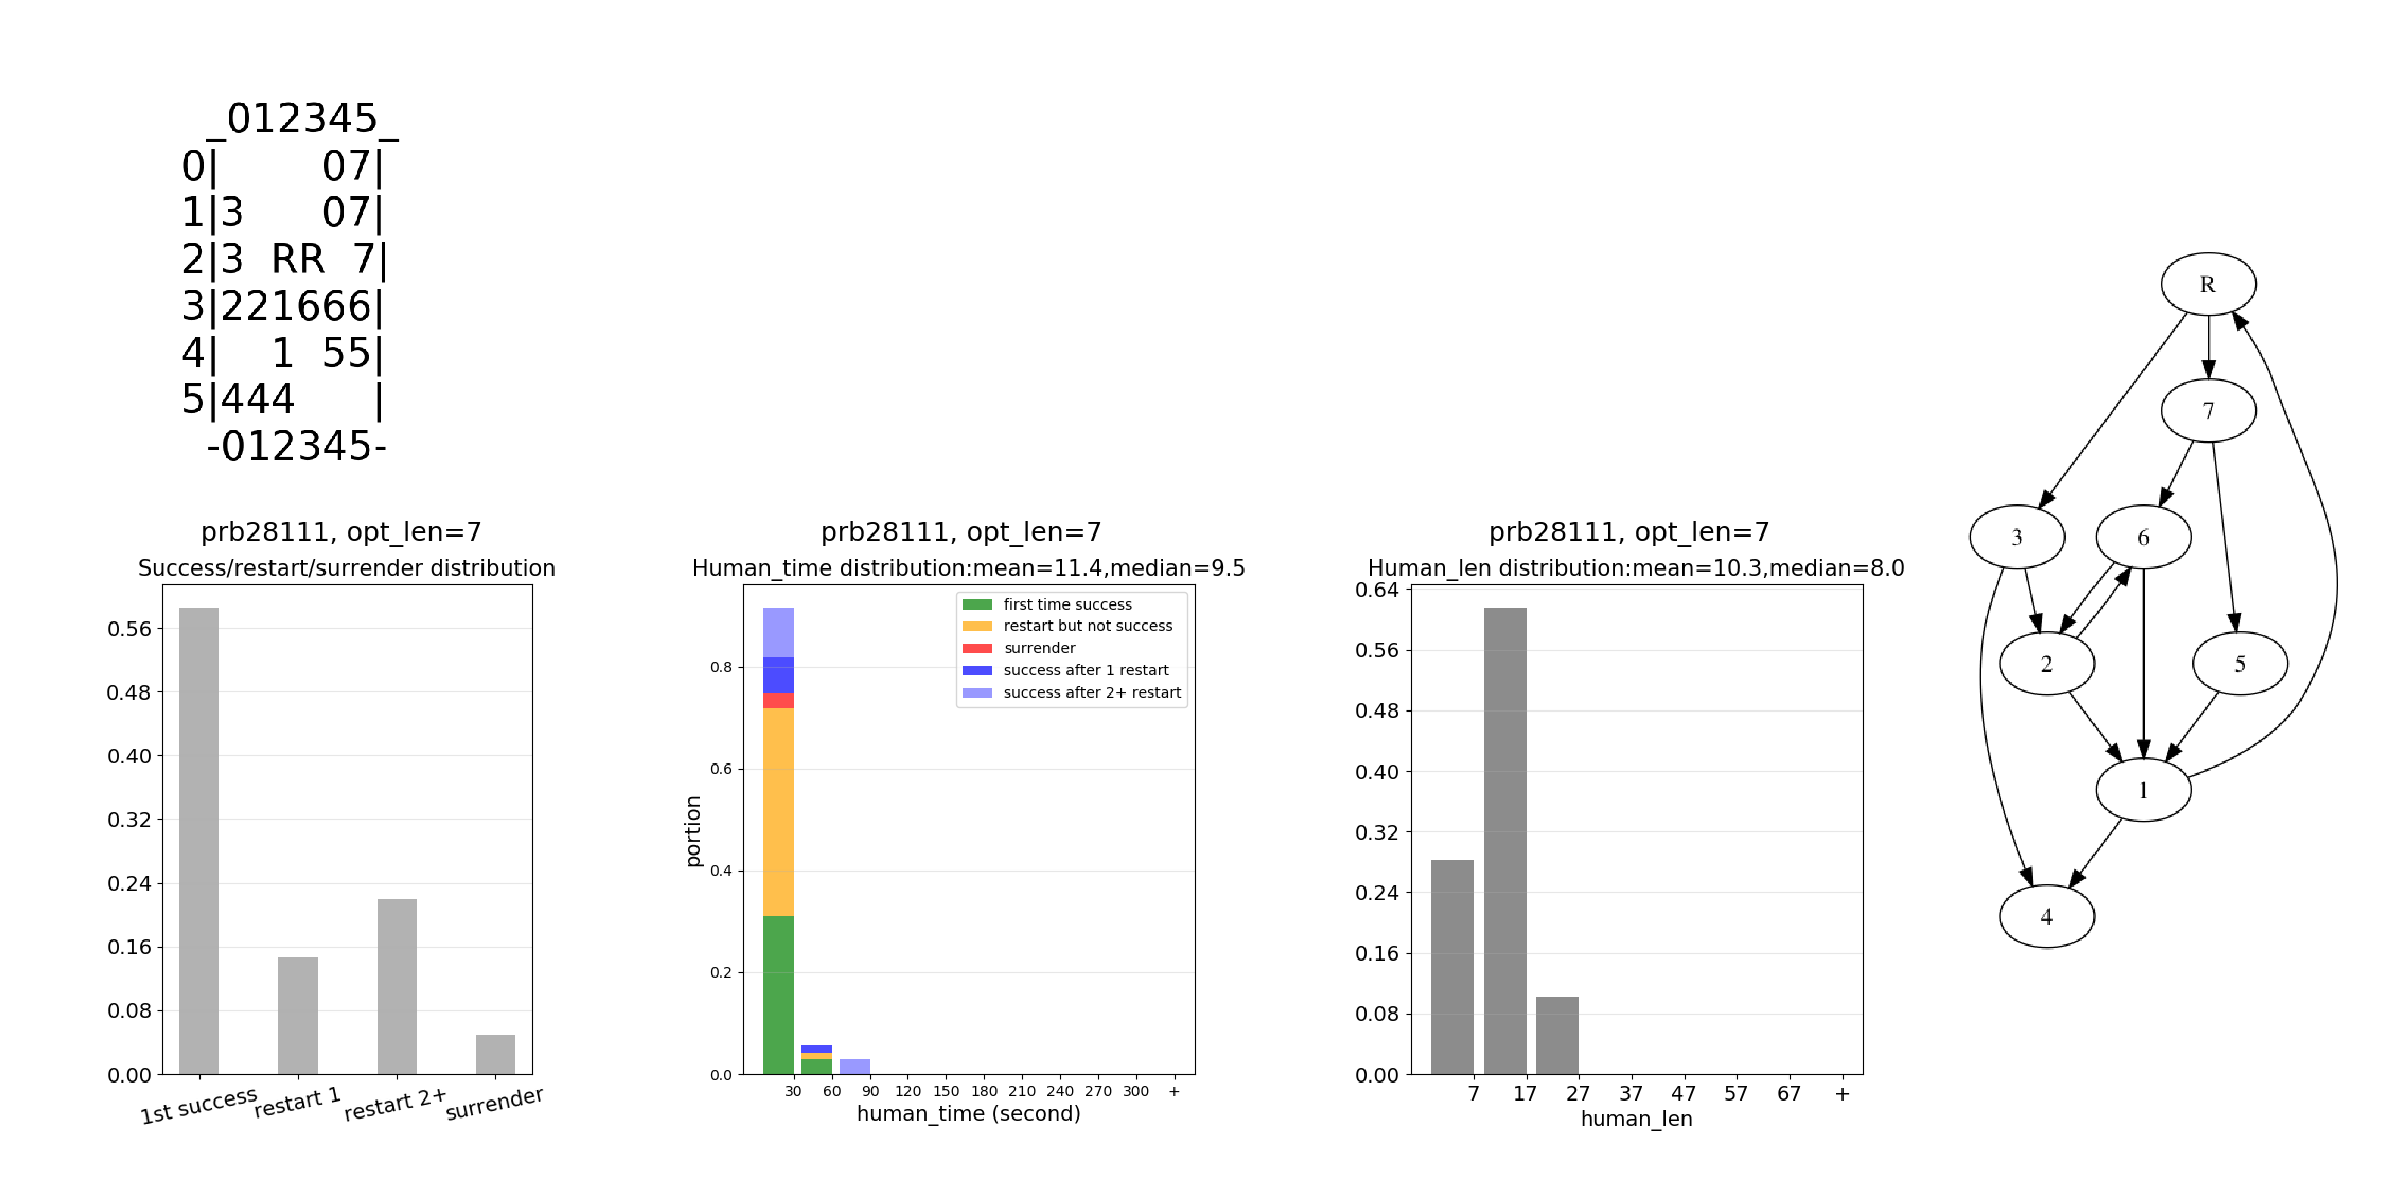 _012345_
0|    07|
1|3   07|
2|3 RR 7|
3|221666|
4|  1 55|
5|444   |
-012345-
prb28111, opt_len=7
Success/restart/surrender distribution
0.56
0.48
0.40
0.32
0.24
0.16
0.08
0.00
1st success
restart 1
restart 2+
surrender
prb28111, opt_len=7
Human_time distribution:mean=11.4,median=9.5
first time success
restart but not success
surrender
success after 1 restart
success after 2+ restart
portion
0.8
0.6
0.4
0.2
0.0
30 60 90 120 150 180 210 240 270 300 +
human_time (second)
prb28111, opt_len=7
Human_len distribution:mean=10.3,median=8.0
0.64
0.56
0.48
0.40
0.32
0.24
0.16
0.08
0.00
7 17 27 37 47 57 67 +
human_len
R
7
3
6
2
5
1
4